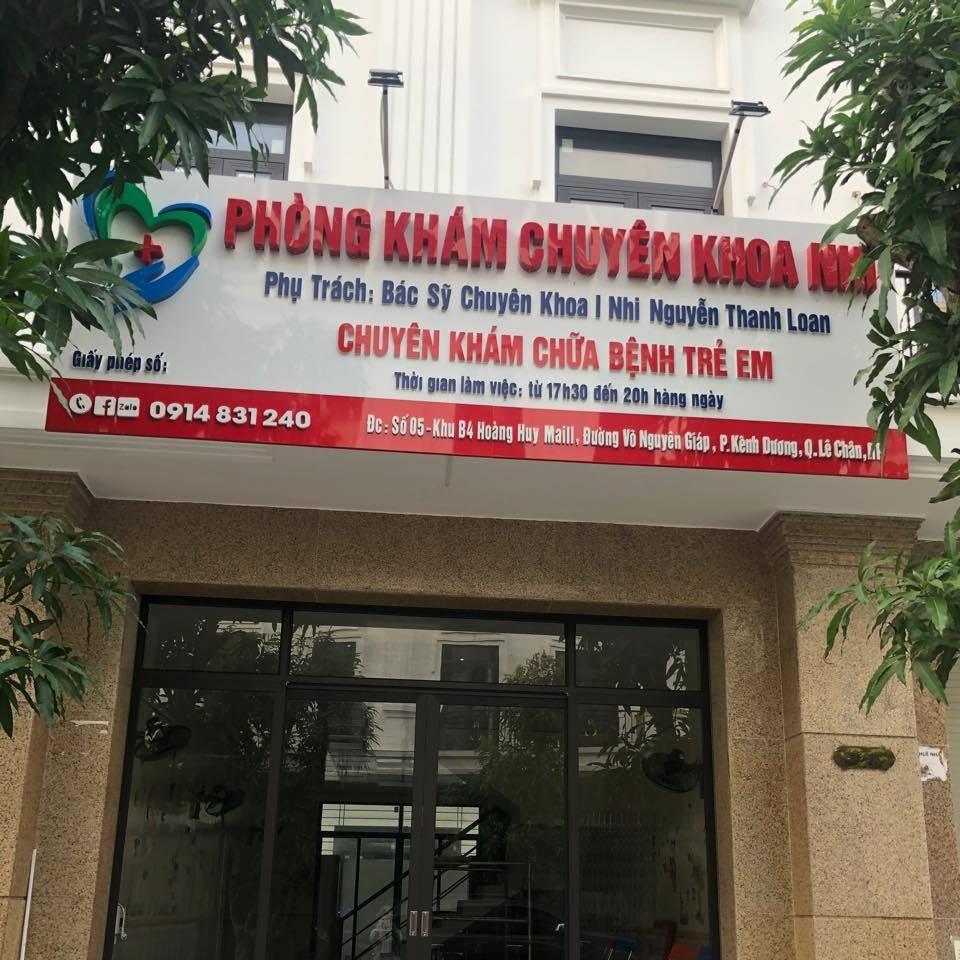 PHÒNG KHÁM CHUYÊN KHOA NHI
Phụ Trách: Bác Sỹ Chuyên Khoa I Nhi Nguyễn Thanh Loan
CHUYÊN KHÁM CHỮA BỆNH TRẺ EM
Giấy phép số:
Thời gian làm việc: từ 17h30 đến 20h hàng ngày
Zalo 0914 831 240
Đc: Số 05-Khu B4 Hoàng Huy Maill, Đường Võ Nguyên Giáp, P.Kênh Dương, Q.Lê Chân,